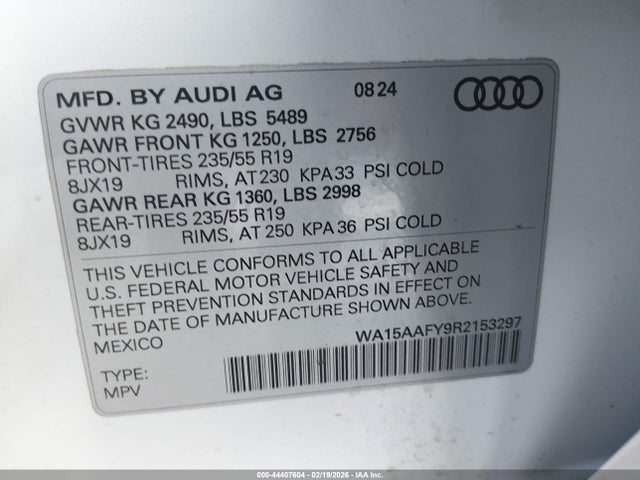 MFD. BY AUDI AG 08 24
GVWR KG 2490, LBS 5489
GAWR FRONT KG 1250, LBS 2756
FRONT-TIRES 235/55 R19
8JX19 RIMS, AT 230 KPA 33 PSI COLD
GAWR REAR KG 1360, LBS 2998
REAR-TIRES 235/55 R19
8JX19 RIMS, AT 250 KPA 36 PSI COLD
THIS VEHICLE CONFORMS TO ALL APPLICABLE
U.S. FEDERAL MOTOR VEHICLE SAFETY AND
THEFT PREVENTION STANDARDS IN EFFECT ON
THE DATE OF MANUFACTURE SHOWN ABOVE.
MEXICO
WA15AAFY9R2153297
TYPE:
MPV
000-44407604 - 02/19/2026 - IAA Inc.